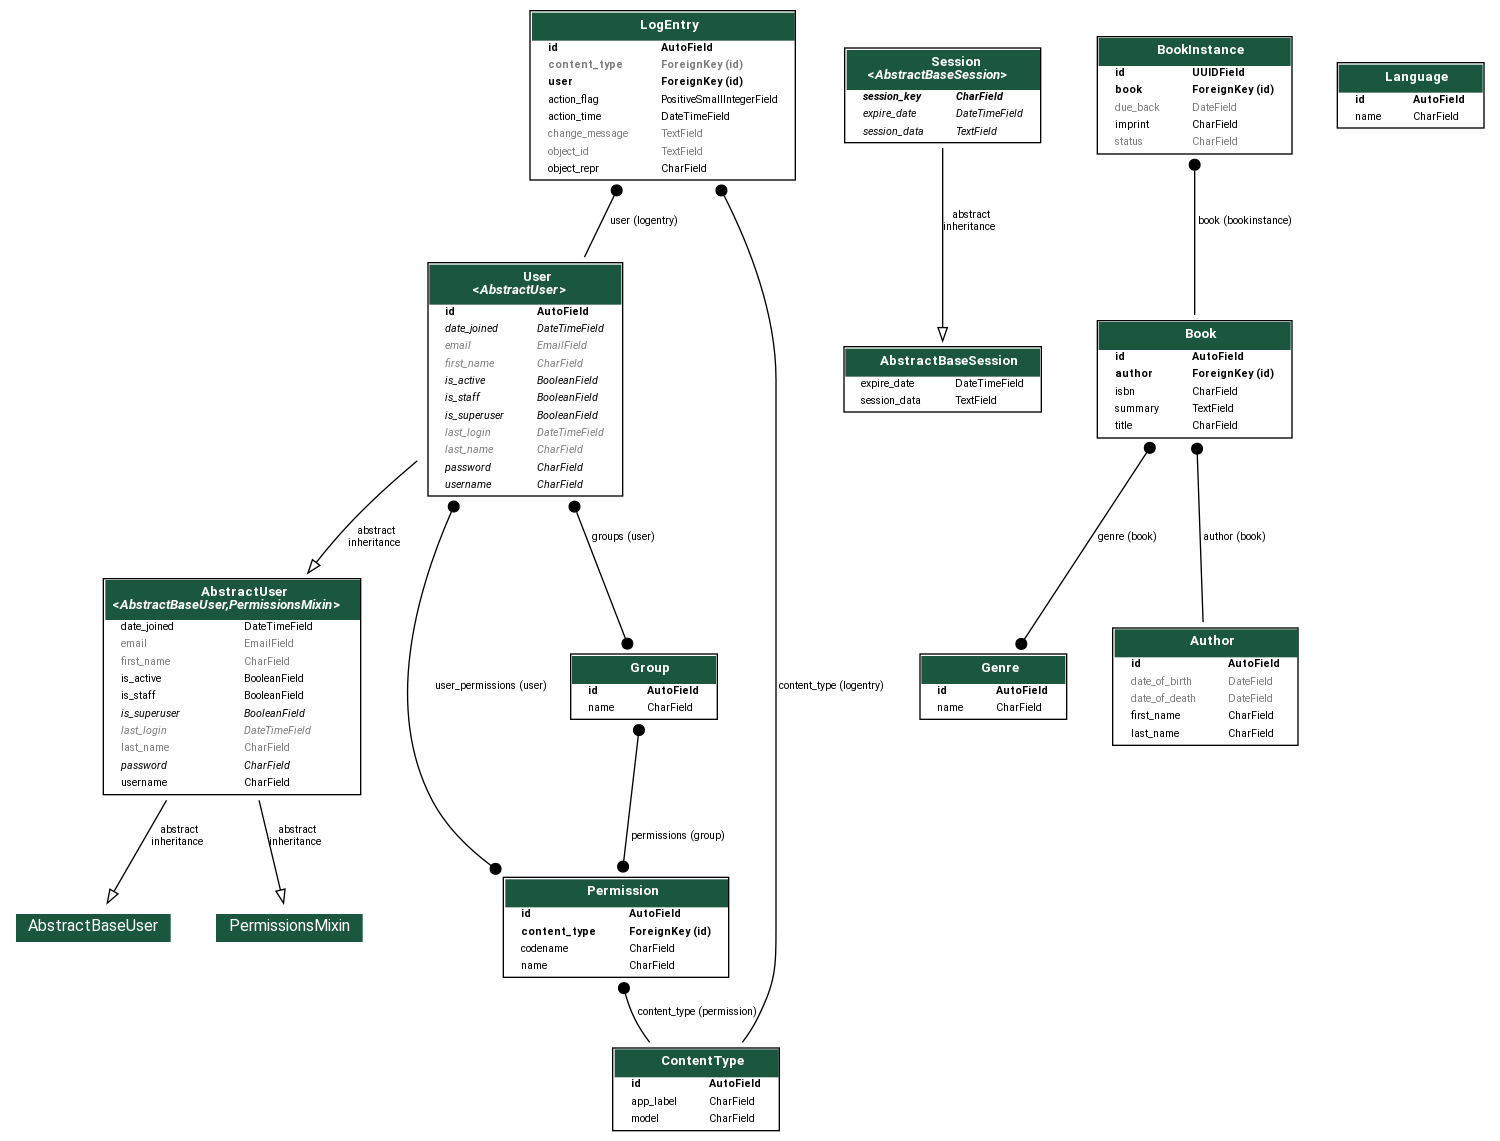 LogEntry
id AutoField
content_type ForeignKey (id)
user ForeignKey (id)
action_flag PositiveSmallIntegerField
action_time DateTimeField
change_message TextField
object_id TextField
object_repr CharField
Session
<AbstractBaseSession>
session_key CharField
expire_date DateTimeField
session_data TextField
BookInstance
id UUIDField
book ForeignKey (id)
due_back DateField
imprint CharField
status CharField
Language
id AutoField
name CharField
user (logentry)
abstract
inheritance
book (bookinstance)
User
<AbstractUser>
id AutoField
date_joined DateTimeField
email EmailField
first_name CharField
is_active BooleanField
is_staff BooleanField
is_superuser BooleanField
last_login DateTimeField
last_name CharField
password CharField
username CharField
AbstractBaseSession
expire_date DateTimeField
session_data TextField
Book
id AutoField
author ForeignKey (id)
isbn CharField
summary TextField
title CharField
abstract
inheritance
groups (user)
genre (book)
author (book)
AbstractUser
<AbstractBaseUser,PermissionsMixin>
date_joined DateTimeField
email EmailField
first_name CharField
is_active BooleanField
is_staff BooleanField
is_superuser BooleanField
last_login DateTimeField
last_name CharField
password CharField
username CharField
user_permissions (user)
Group
id AutoField
name CharField
content_type (logentry)
Genre
id AutoField
name CharField
Author
id AutoField
date_of_birth DateField
date_of_death DateField
first_name CharField
last_name CharField
abstract
inheritance
abstract
inheritance
permissions (group)
AbstractBaseUser
PermissionsMixin
Permission
id AutoField
content_type ForeignKey (id)
codename CharField
name CharField
content_type (permission)
ContentType
id AutoField
app_label CharField
model CharField